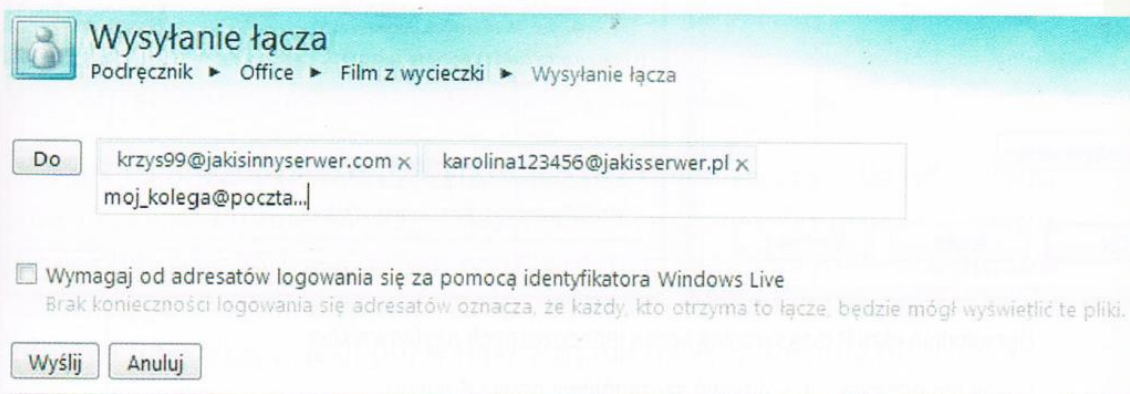 Wysyłanie łącza
Podręcznik ► Office ► Film z wycieczki ► Wysyłanie łącza
Do krzys99@jakisinnyserwer.com × karolina123456@jakisserwer.pl ×
moj_kolega@poczta...
Wymagaj od adresatów logowania się za pomocą identyfikatora Windows Live
Brak konieczności logowania się adresatów oznacza, że każdy, kto otrzyma to łącze, będzie mógł wyświetlić te pliki.
Wyślij Anuluj